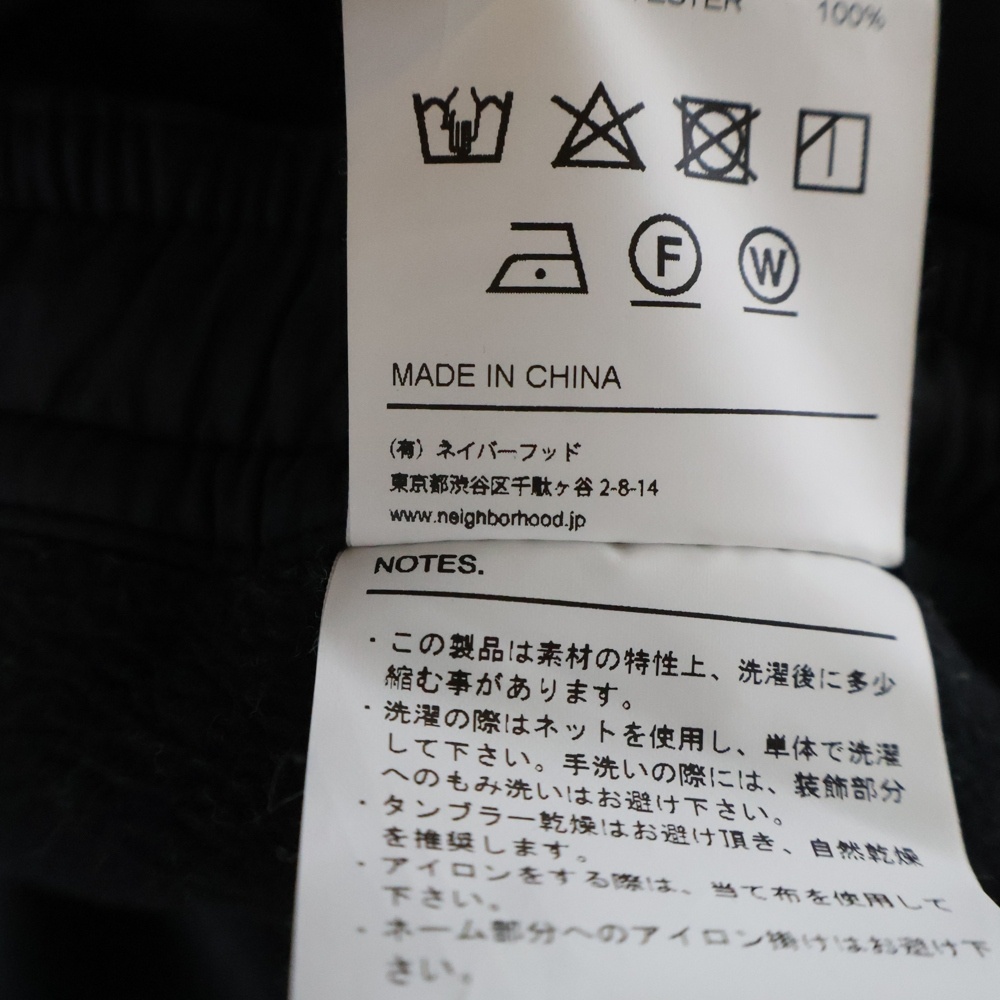 100%
F W
MADE IN CHINA
(有) ネイバーフッド
東京都渋谷区千駄ヶ谷 2-8-14
www.neighborhood.jp
NOTES.
・この製品は素材の特性上、洗濯後に多少
縮む事があります。
・洗濯の際はネットを使用し、単体で洗濯
して下さい。手洗いの際には、装飾部分
へのもみ洗いはお避け下さい。
・タンブラー乾燥はお避け頂き、自然乾燥
を推奨します。
・アイロンをする際は、当て布を使用して
下さい。
・ネーム部分へのアイロン掛けはお避け下
さい。